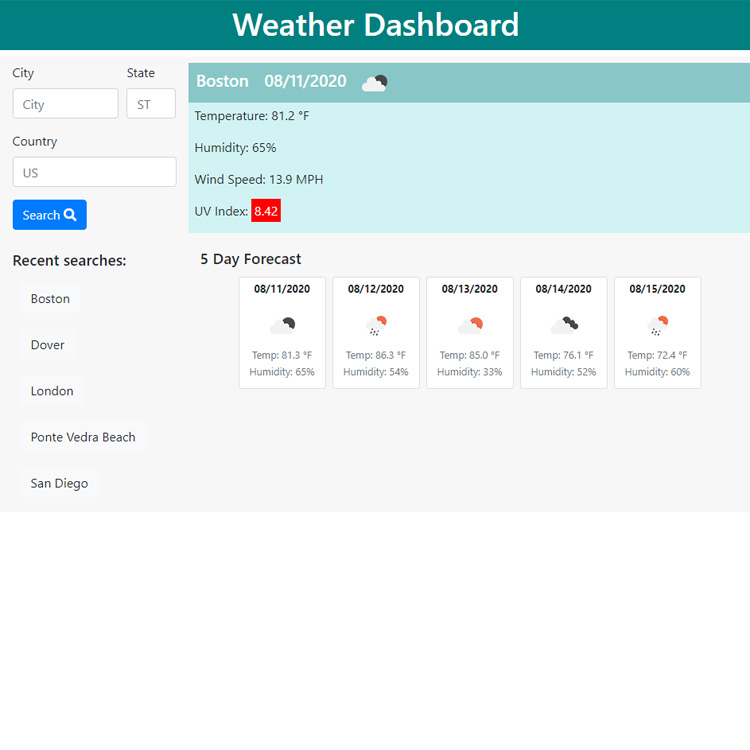 Weather Dashboard
City State
City ST
Country
US
Search
Recent searches:
Boston
Dover
London
Ponte Vedra Beach
San Diego
Boston 08/11/2020
Temperature: 81.2 °F
Humidity: 65%
Wind Speed: 13.9 MPH
UV Index: 8.42
5 Day Forecast
08/11/2020
Temp: 81.3 °F
Humidity: 65%
08/12/2020
Temp: 86.3 °F
Humidity: 54%
08/13/2020
Temp: 85.0 °F
Humidity: 33%
08/14/2020
Temp: 76.1 °F
Humidity: 52%
08/15/2020
Temp: 72.4 °F
Humidity: 60%